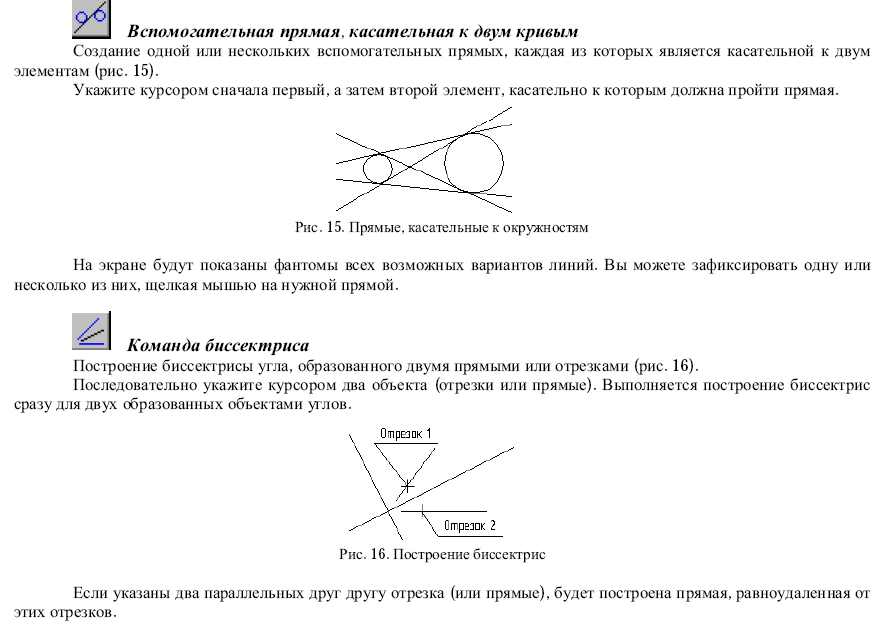 Вспомогательная прямая, касательная к двум кривым
Создание одной или нескольких вспомогательных прямых, каждая из которых является касательной к двум
элементам (рис. 15).
Укажите курсором сначала первый, а затем второй элемент, касательно к которым должна пройти прямая.
Рис. 15. Прямые, касательные к окружностям
На экране будут показаны фантомы всех возможных вариантов линий. Вы можете зафиксировать одну или
несколько из них, щелкая мышью на нужной прямой.
Команда биссектриса
Построение биссектрисы угла, образованного двумя прямыми или отрезками (рис. 16).
Последовательно укажите курсором два объекта (отрезки или прямые). Выполняется построение биссектрис
сразу для двух образованных объектами углов.
Отрезок 1
Отрезок 2
Рис. 16. Построение биссектрис
Если указаны два параллельных друг другу отрезка (или прямые), будет построена прямая, равноудаленная от
этих отрезков.